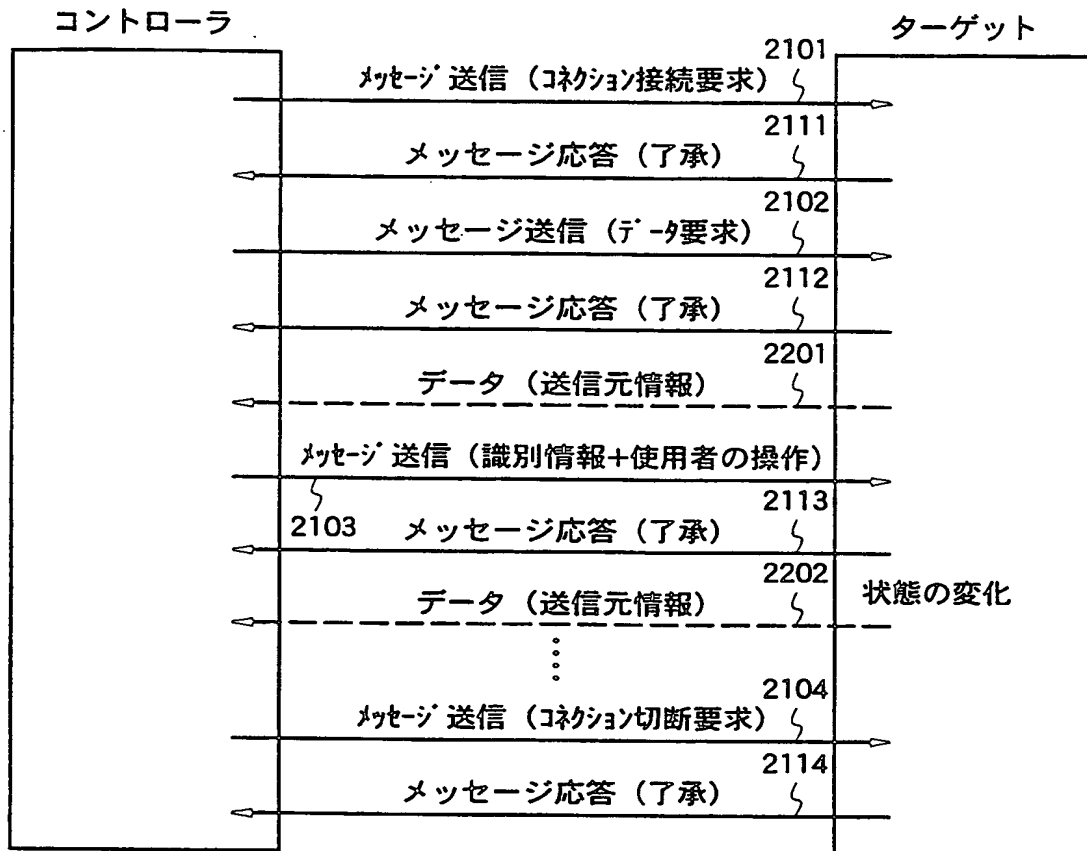 コントローラ
ターゲット
2101
メッセージ送信（コネクション接続要求）
2111
メッセージ応答（了承）
2102
メッセージ送信（データ要求）
2112
メッセージ応答（了承）
2201
データ（送信元情報）
メッセージ送信（識別情報+使用者の操作）
2103
2113
メッセージ応答（了承）
2202
データ（送信元情報）
状態の変化
2104
メッセージ送信（コネクション切断要求）
2114
メッセージ応答（了承）